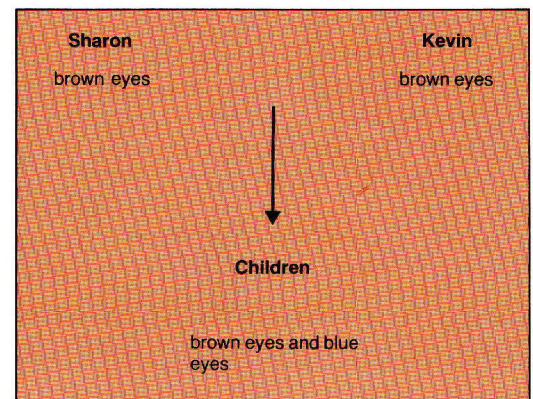 Sharon Kevin
brown eyes brown eyes
Children
brown eyes and blue
eyes